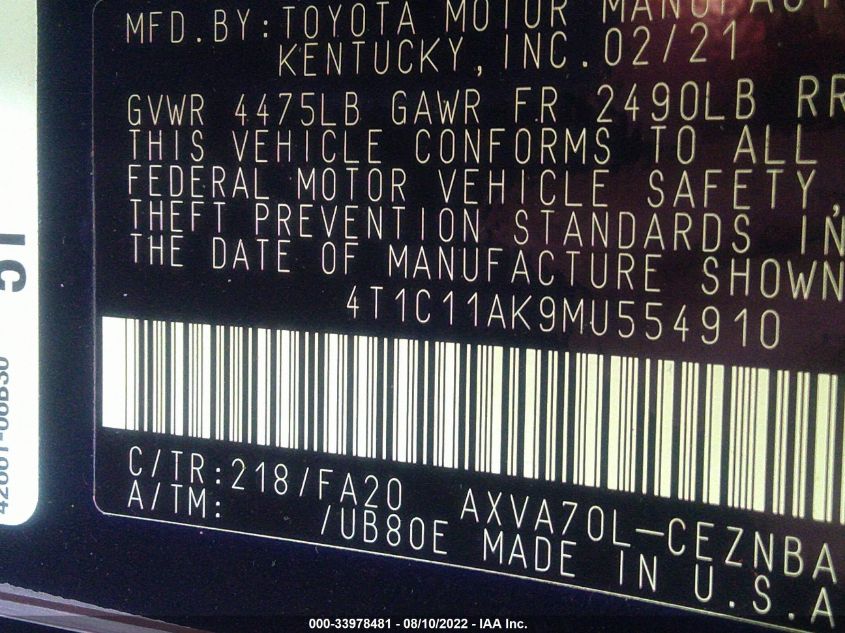 MFD.BY:TOYOTA MOTOR MANUFACT
KENTUCKY, INC. 02/21
GVWR 4475LB GAWR FR 2490LB RR
THIS VEHICLE CONFORMS TO ALL
FEDERAL MOTOR VEHICLE SAFETY,
THEFT PREVENTION STANDARDS IN
THE DATE OF MANUFACTURE SHOWN
4T1C11AK9MU554910
C/TR:218/FA20 AXVA70L-CEZNBA
A/TM: /UB80E MADE IN U.S.A
000-33978481 - 08/10/2022 - IAA Inc.